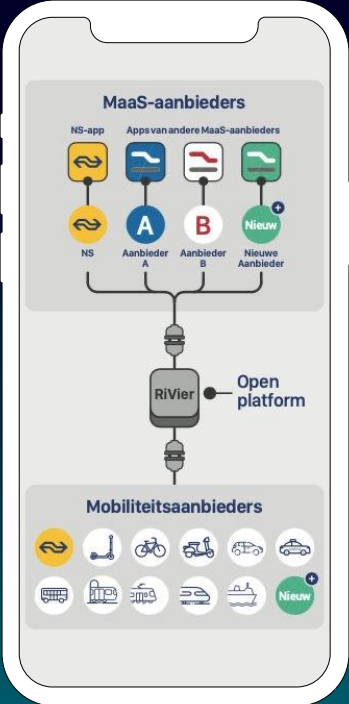 MaaS-aanbieders
NS-app
Apps van andere MaaS-aanbieders
A
B
Nieuw
+
NS
Aanbieder
A
Aanbieder
B
Nieuwe
Aanbieder
RiVier
Open
platform
Mobiliteitsaanbieders
Nieuw
+